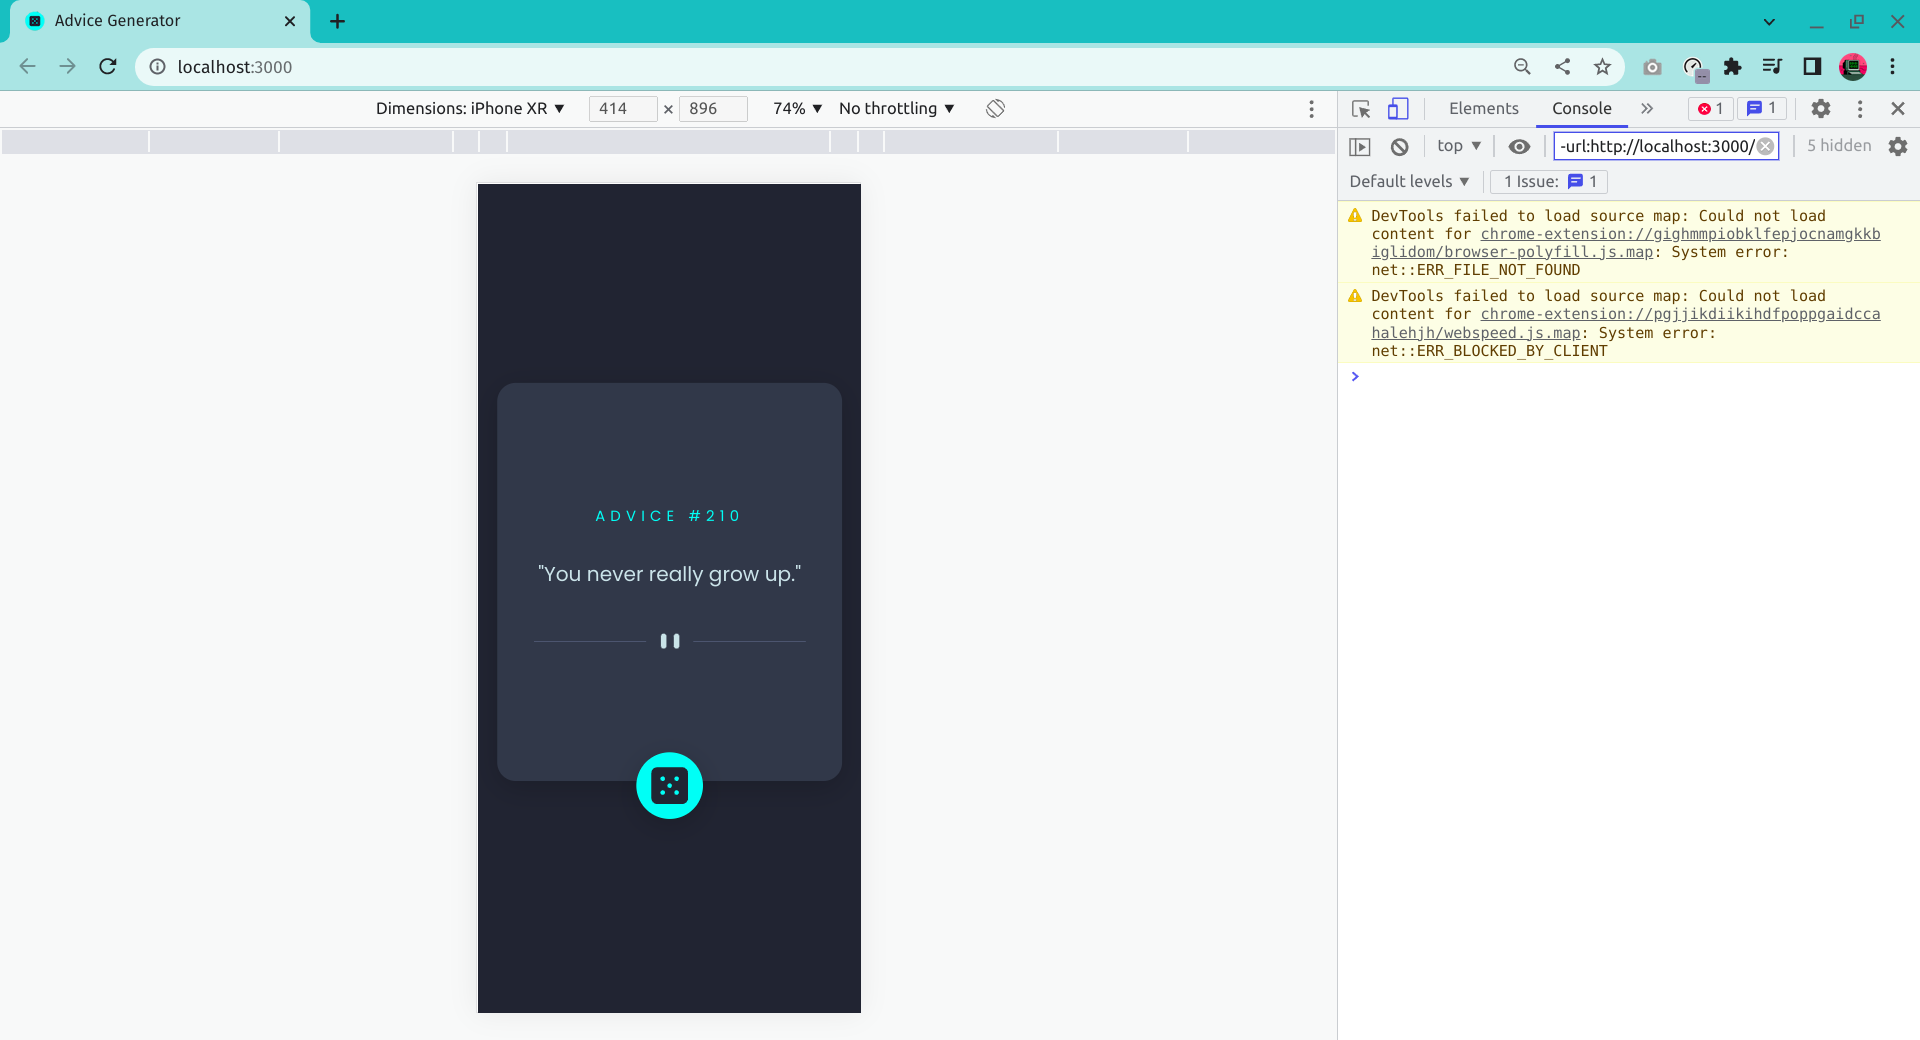 Advice Generator
localhost:3000
Dimensions: iPhone XR ▼ 414 × 896 74% ▼ No throttling ▼
Elements Console » 1 1
top ▼ -url:http://localhost:3000/ 5 hidden
Default levels ▼ 1 Issue: 1
DevTools failed to load source map: Could not load
content for chrome-extension://gighmmpiobklfepjocnamgkkb
iglidom/browser-polyfill.js.map: System error:
net::ERR_FILE_NOT_FOUND
DevTools failed to load source map: Could not load
content for chrome-extension://pgjjikdiikihdfpoppgaidcca
halehjh/webspeed.js.map: System error:
net::ERR_BLOCKED_BY_CLIENT
ADVICE #210
"You never really grow up."